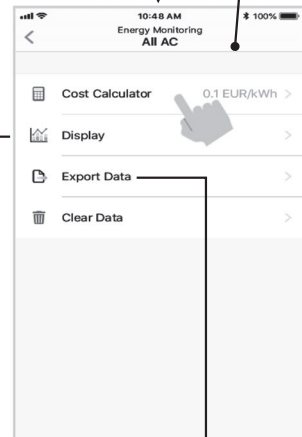 10:48 AM
100%
Energy Monitoring
All AC
Cost Calculator 0.1 EUR/kWh >
Display >
Export Data >
Clear Data >